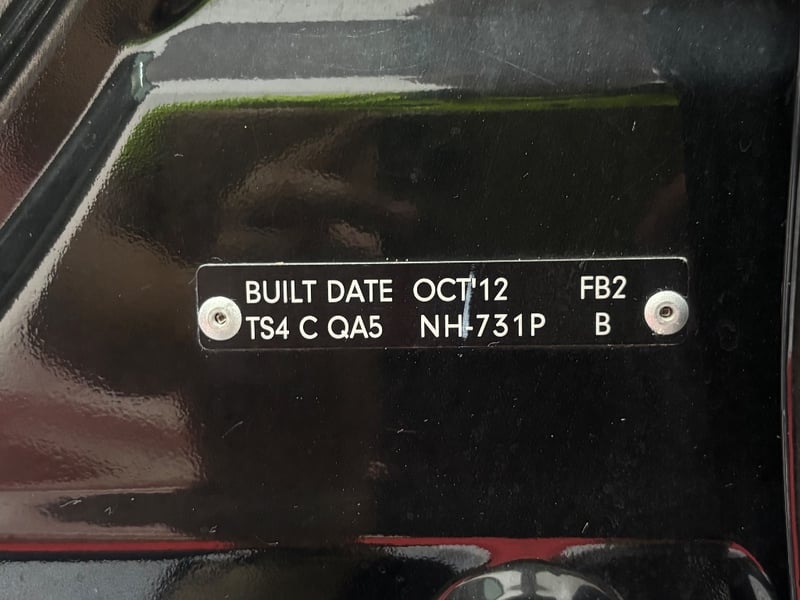 BUILT DATE OCT'12 FB2
TS4 C QA5 NH-731P B